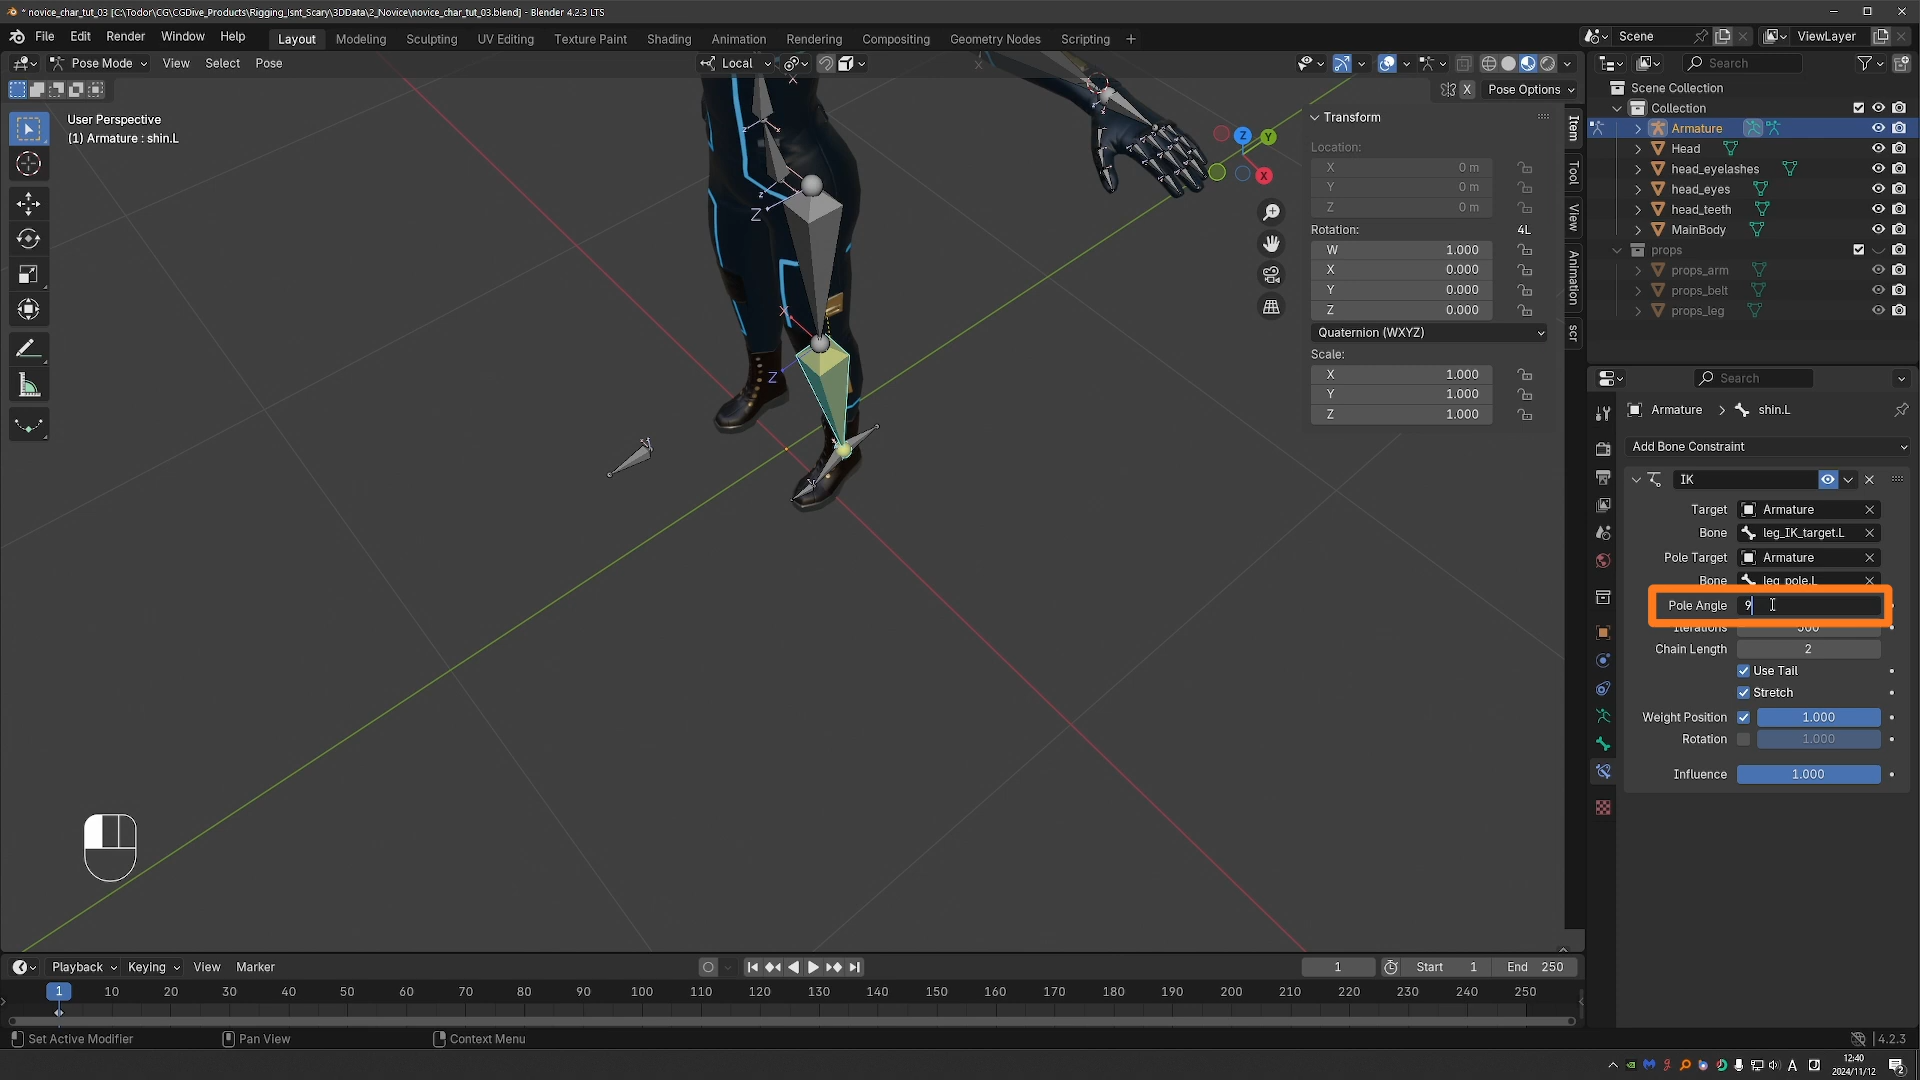 * novice_char_tut_03 [C:\Todor\CG\CGDive_Products\Rigging_Isnt_Scary\3DData\2_Novice\novice_char_tut_03.blend] - Blender 4.2.3 LTS
File Edit Render Window Help Layout Modeling Sculpting UV Editing Texture Paint Shading Animation Rendering Compositing Geometry Nodes Scripting + Scene ViewLayer
Pose Mode View Select Pose Local Search
X Pose Options
User Perspective
(1) Armature : shin.L
Transform
Location:
X 0 m
Y 0 m
Z 0 m
Rotation: 4L
W 1.000
X 0.000
Y 0.000
Z 0.000
Quaternion (WXYZ)
Scale:
X 1.000
Y 1.000
Z 1.000
Item
Tool
View
Animation
scr
Z
Y
X
Z
X
Z
Scene Collection
Collection
Armature
Head
head_eyelashes
head_eyes
head_teeth
MainBody
props
props_arm
props_belt
props_leg
Search
Armature > shin.L
Add Bone Constraint
IK
Target Armature
Bone leg_IK_target.L
Pole Target Armature
Bone leg_pole.L
Pole Angle 9
Iterations 500
Chain Length 2
Use Tail
Stretch
Weight Position 1.000
Rotation 1.000
Influence 1.000
Playback Keying View Marker 1 Start 1 End 250
1 10 20 30 40 50 60 70 80 90 100 110 120 130 140 150 160 170 180 190 200 210 220 230 240 250
Set Active Modifier Pan View Context Menu 4.2.3
A 12:40
2024/11/12 2